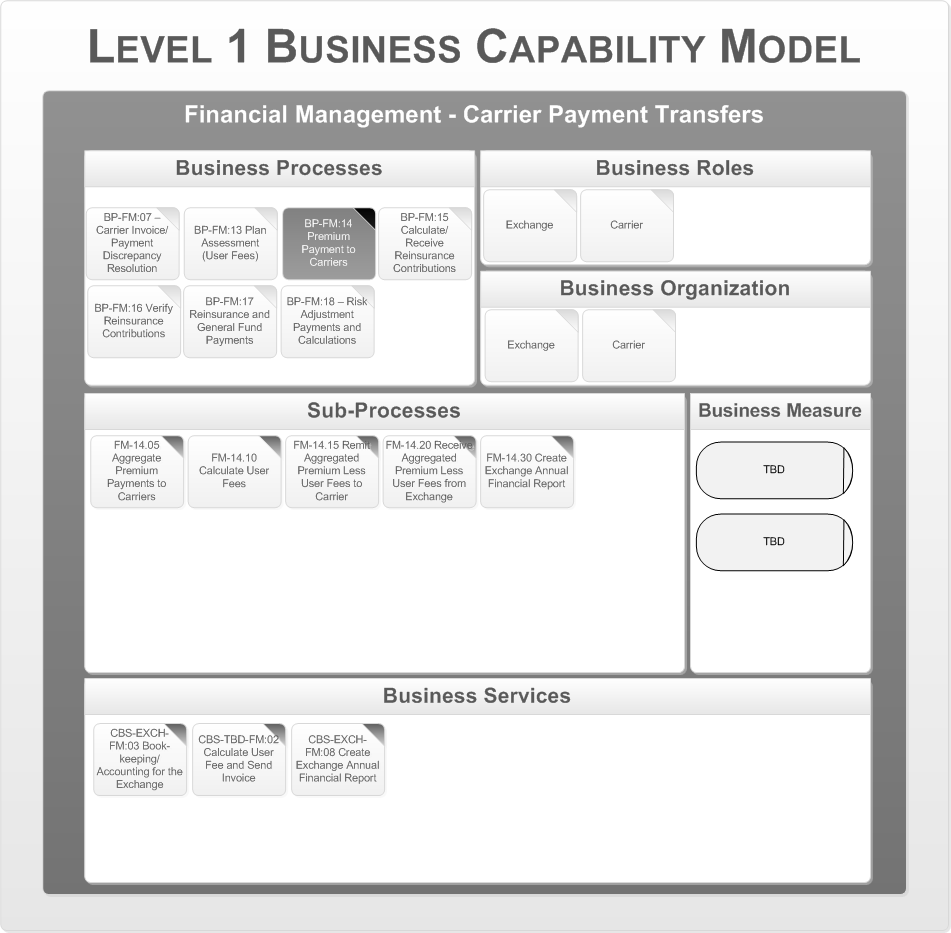 LEVEL 1 BUSINESS CAPABILITY MODEL
Financial Management - Carrier Payment Transfers
Business Processes
BP-FM:07 –
Carrier Invoice/
Payment
Discrepancy
Resolution
BP-FM:13 Plan
Assessment
(User Fees)
BP-FM:14
Premium
Payment to
Carriers
BP-FM:15
Calculate/
Receive
Reinsurance
Contributions
BP-FM:16 Verify
Reinsurance
Contributions
BP-FM:17
Reinsurance and
General Fund
Payments
BP-FM:18 – Risk
Adjustment
Payments and
Calculations
Business Roles
Exchange
Carrier
Business Organization
Exchange
Carrier
Sub-Processes
FM-14.05
Aggregate
Premium
Payments to
Carriers
FM-14.10
Calculate User
Fees
FM-14.15 Remit
Aggregated
Premium Less
User Fees to
Carrier
FM-14.20 Receive
Aggregated
Premium Less
User Fees from
Exchange
FM-14.30 Create
Exchange Annual
Financial Report
Business Measure
TBD
TBD
Business Services
CBS-EXCH-
FM:03 Book-
keeping/
Accounting for the
Exchange
CBS-TBD-FM:02
Calculate User
Fee and Send
Invoice
CBS-EXCH-
FM:08 Create
Exchange Annual
Financial Report